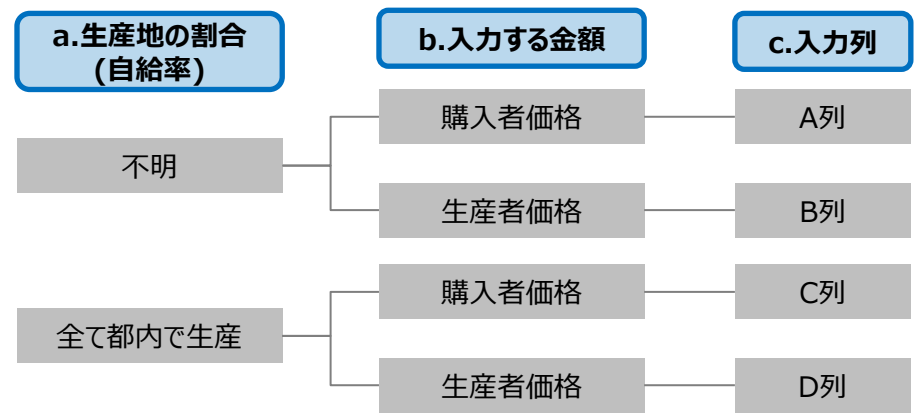 a.生産地の割合
(自給率)
b.入力する金額
c.入力列
不明
購入者価格
A列
生産者価格
B列
全て都内で生産
購入者価格
C列
生産者価格
D列